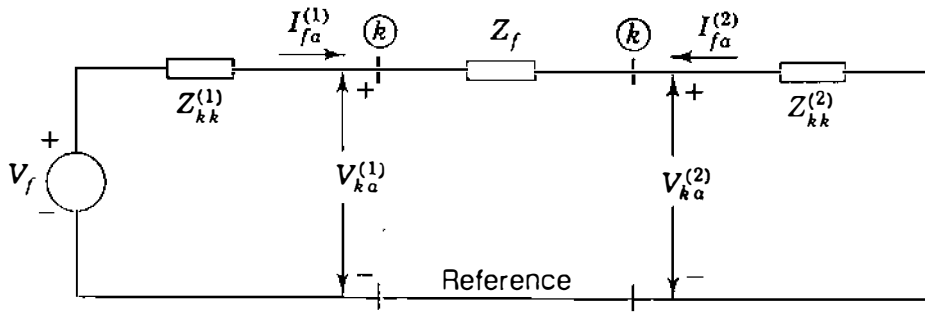 I_{fa}^{(1)}
k
Z_f
k
I_{fa}^{(2)}
Z_{kk}^{(1)}
+
+
Z_{kk}^{(2)}
+
V_f
−
V_{ka}^{(1)}
V_{ka}^{(2)}
−
Reference
−